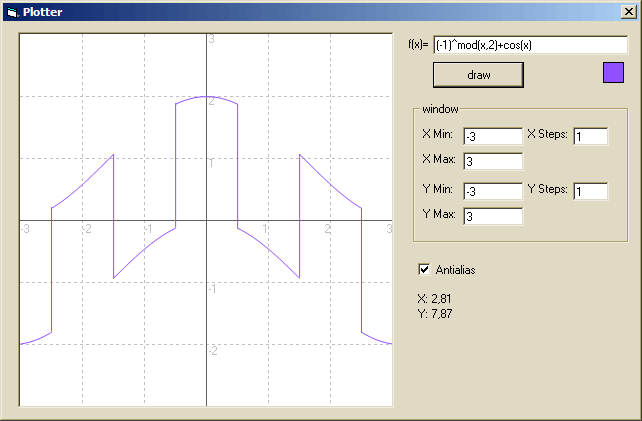 Plotter
f(x)= (-1)^mod(x,2)+cos(x)
draw
window
X Min: -3 X Steps: 1
X Max: 3
Y Min: -3 Y Steps: 1
Y Max: 3
Antialias
X: 2,81
Y: 7,87
3
2
1
-3 -2 -1 1 2 3
-1
-2